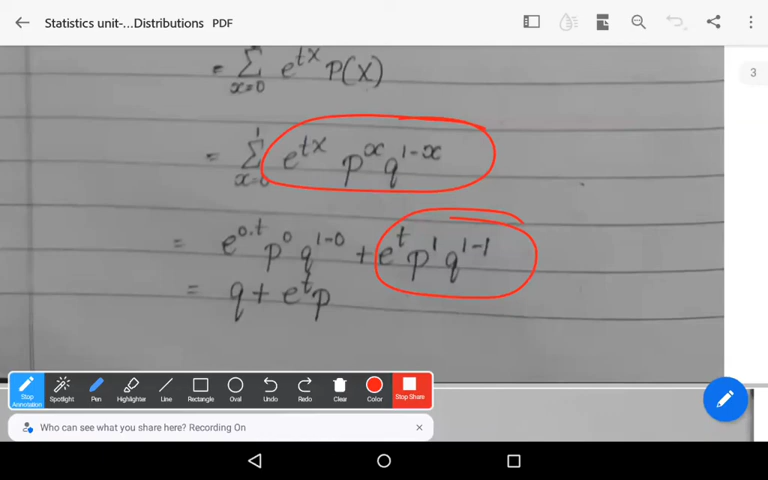 Statistics unit-...Distributions PDF
3
= Σ x=0 e^{tx} P(X)
= Σ_{x=0}^{1} e^{tx} p^x q^{1-x}
= e^{0.t} p^0 q^{1-0} + e^t p^1 q^{1-1}
= q + e^t p
Stop Annotation Spotlight Pen Highlighter Line Rectangle Oval Undo Redo Clear Color Stop Share
Who can see what you share here? Recording On